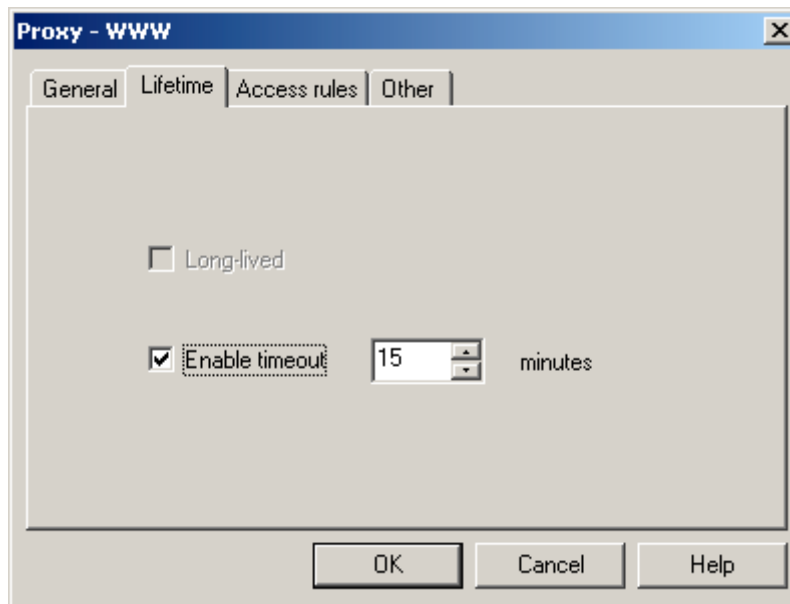 Proxy - WWW
General Lifetime Access rules Other
Long-lived
Enable timeout 15 minutes
OK Cancel Help